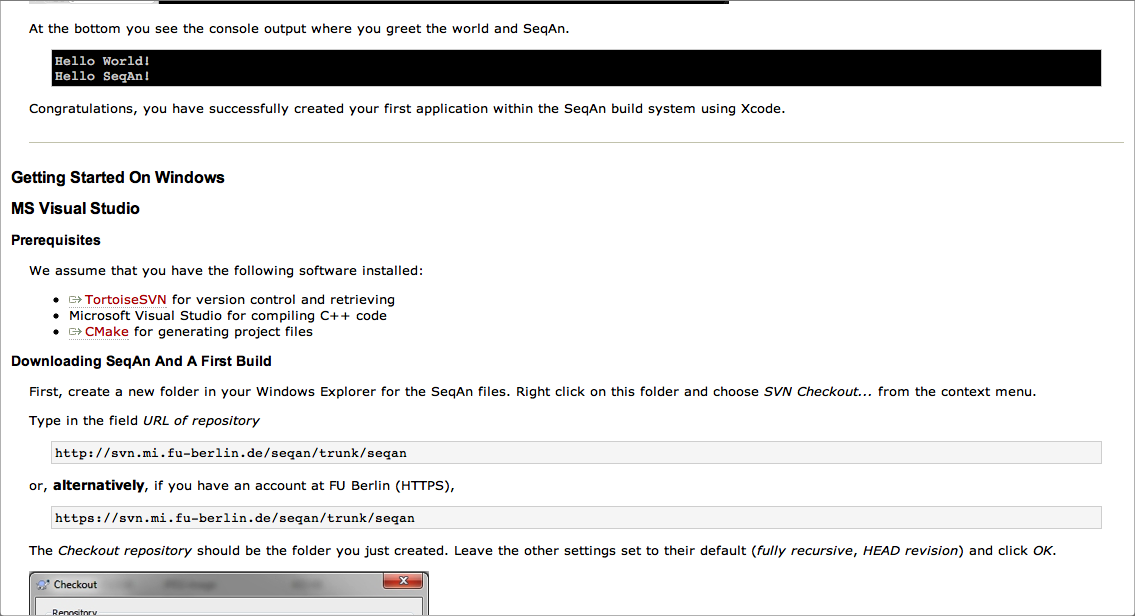 At the bottom you see the console output where you greet the world and SeqAn.
Hello World!
Hello SeqAn!
Congratulations, you have successfully created your first application within the SeqAn build system using Xcode.
Getting Started On Windows
MS Visual Studio
Prerequisites
We assume that you have the following software installed:
• TortoiseSVN for version control and retrieving
• Microsoft Visual Studio for compiling C++ code
• CMake for generating project files
Downloading SeqAn And A First Build
First, create a new folder in your Windows Explorer for the SeqAn files. Right click on this folder and choose SVN Checkout... from the context menu.
Type in the field URL of repository
http://svn.mi.fu-berlin.de/seqan/trunk/seqan
or, alternatively, if you have an account at FU Berlin (HTTPS),
https://svn.mi.fu-berlin.de/seqan/trunk/seqan
The Checkout repository should be the folder you just created. Leave the other settings set to their default (fully recursive, HEAD revision) and click OK.
Checkout
Repository